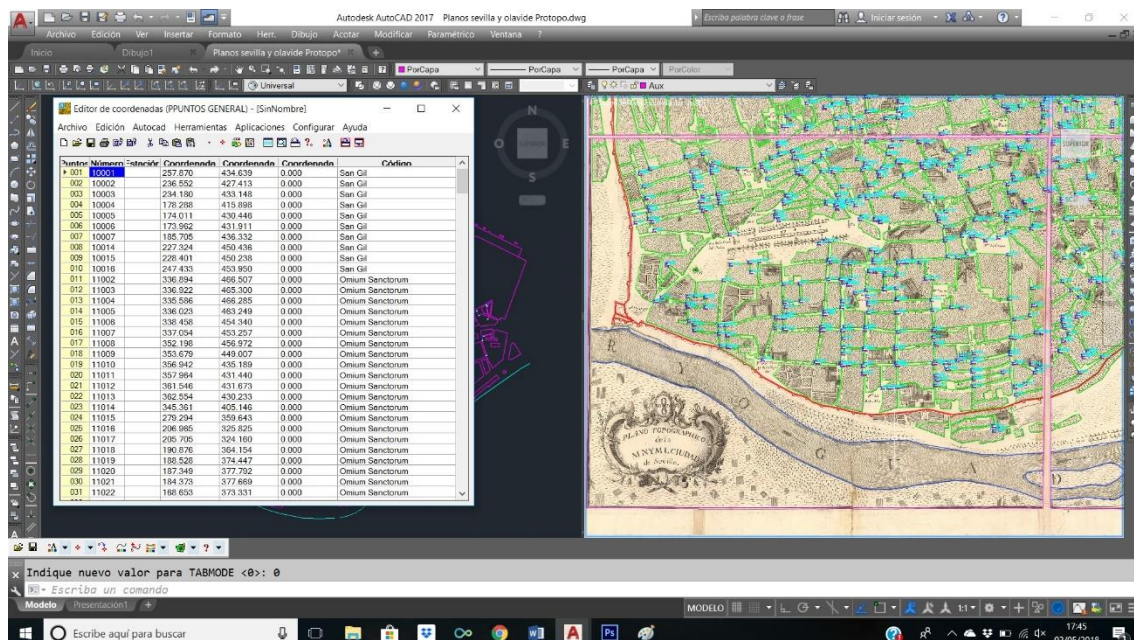 Autodesk AutoCAD 2017 Planos sevilla y olavide Protopo.dwg
Escriba palabra clave o frase
Iniciar sesión
Archivo Edición Ver Insertar Formato Herr. Dibujo Acotar Modificar Paramétrico Ventana ?
Inicio Dibujo1 Planos sevilla y olavide Protopo*
PorCapa PorCapa PorCapa PorColor
Universal Aux
Editor de coordenadas (PPUNTOS GENERAL) - [SinNombre]
Archivo Edición Autocad Herramientas Aplicaciones Configurar Ayuda
Puntos Número Estación Coordenada Coordenada Coordenada Código
001 10001 257.870 434.639 0.000 San Gil
002 10002 236.552 427.413 0.000 San Gil
003 10003 234.180 433.148 0.000 San Gil
004 10004 178.288 415.898 0.000 San Gil
005 10005 174.011 430.446 0.000 San Gil
006 10006 173.962 431.911 0.000 San Gil
007 10007 185.705 436.332 0.000 San Gil
008 10014 227.324 450.436 0.000 San Gil
009 10015 228.401 450.238 0.000 San Gil
010 10016 247.433 453.950 0.000 San Gil
011 11002 336.894 466.507 0.000 Omium Sanctorum
012 11003 336.922 465.300 0.000 Omium Sanctorum
013 11004 335.586 466.285 0.000 Omium Sanctorum
014 11005 336.023 463.249 0.000 Omium Sanctorum
015 11006 338.458 454.340 0.000 Omium Sanctorum
016 11007 337.054 453.257 0.000 Omium Sanctorum
017 11008 352.198 456.972 0.000 Omium Sanctorum
018 11009 353.679 449.007 0.000 Omium Sanctorum
019 11010 356.942 435.189 0.000 Omium Sanctorum
020 11011 357.964 431.440 0.000 Omium Sanctorum
021 11012 361.546 431.673 0.000 Omium Sanctorum
022 11013 362.554 430.233 0.000 Omium Sanctorum
023 11014 345.361 405.146 0.000 Omium Sanctorum
024 11015 279.294 359.643 0.000 Omium Sanctorum
025 11016 206.985 325.825 0.000 Omium Sanctorum
026 11017 205.705 324.160 0.000 Omium Sanctorum
027 11018 190.876 364.154 0.000 Omium Sanctorum
028 11019 188.528 374.447 0.000 Omium Sanctorum
029 11020 187.349 377.792 0.000 Omium Sanctorum
030 11021 184.373 377.669 0.000 Omium Sanctorum
031 11022 168.653 373.331 0.000 Omium Sanctorum
N
O SUPERIOR E
S
SUPERIOR
R I O G U A D
PLANO TOPOGRAPHICO
de la
M.N.Y M.L. CIUDAD
de Sevilla.
Indique nuevo valor para TABMODE <0>: 0
Escriba un comando
Modelo Presentación1 +
MODELO
1:1
Escribe aquí para buscar
17:45
02/05/2018